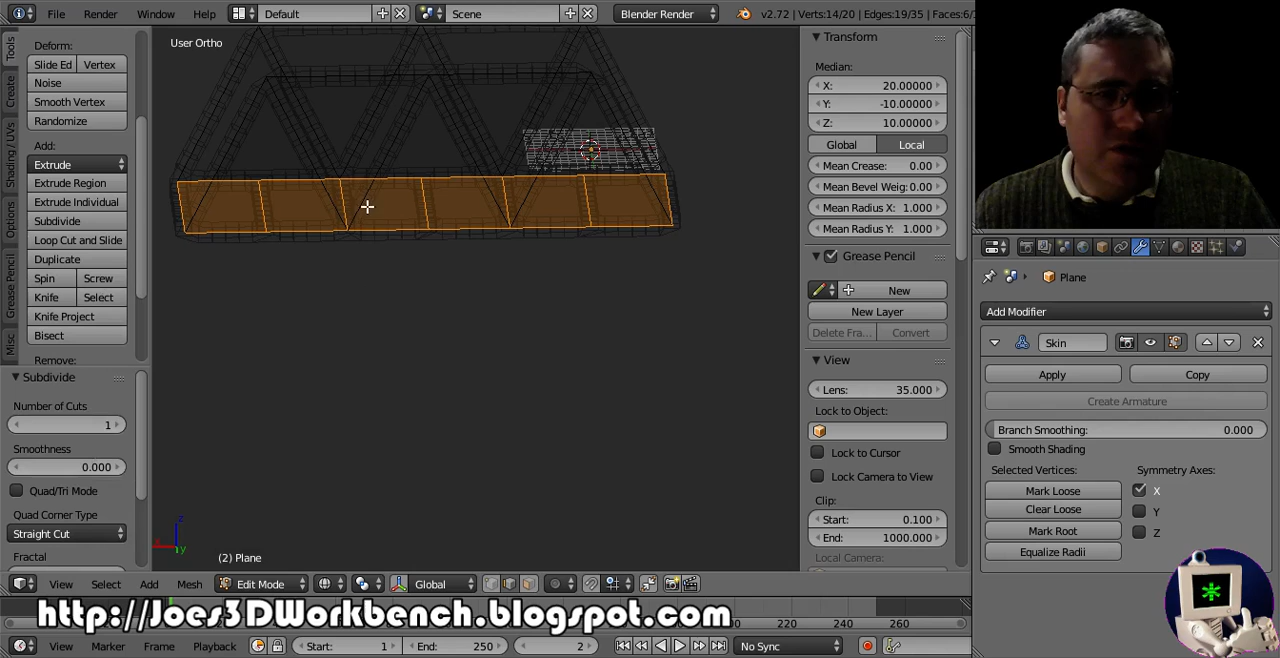 File Render Window Help Default Scene Blender Render v2.72 | Verts:14/20 | Edges:19/35 | Faces:6/
Tools
Create
Shading / UVs
Options
Grease Pencil
Misc
Deform:
Slide Ed Vertex
Noise
Smooth Vertex
Randomize
Add:
Extrude
Extrude Region
Extrude Individual
Subdivide
Loop Cut and Slide
Duplicate
Spin Screw
Knife Select
Knife Project
Bisect
Remove:
Subdivide
Number of Cuts
1
Smoothness
0.000
Quad/Tri Mode
Quad Corner Type
Straight Cut
Fractal
User Ortho
z
x
y
(2) Plane
Transform
Median:
X: 20.00000
Y: -10.00000
Z: 10.00000
Global Local
Mean Crease: 0.00
Mean Bevel Weig: 0.00
Mean Radius X: 1.000
Mean Radius Y: 1.000
Grease Pencil
New
New Layer
Delete Fra... Convert
View
Lens: 35.000
Lock to Object:
Lock to Cursor
Lock Camera to View
Clip:
Start: 0.100
End: 1000.000
Local Camera:
Plane
Add Modifier
Skin
Apply Copy
Create Armature
Branch Smoothing: 0.000
Smooth Shading
Selected Vertices: Symmetry Axes:
Mark Loose X
Clear Loose Y
Mark Root Z
Equalize Radii
View Select Add Mesh Edit Mode Global
http://Joes3DWorkbench.blogspot.com
220 240 260
View Marker Frame Playback Start: 1 End: 250 2 No Sync